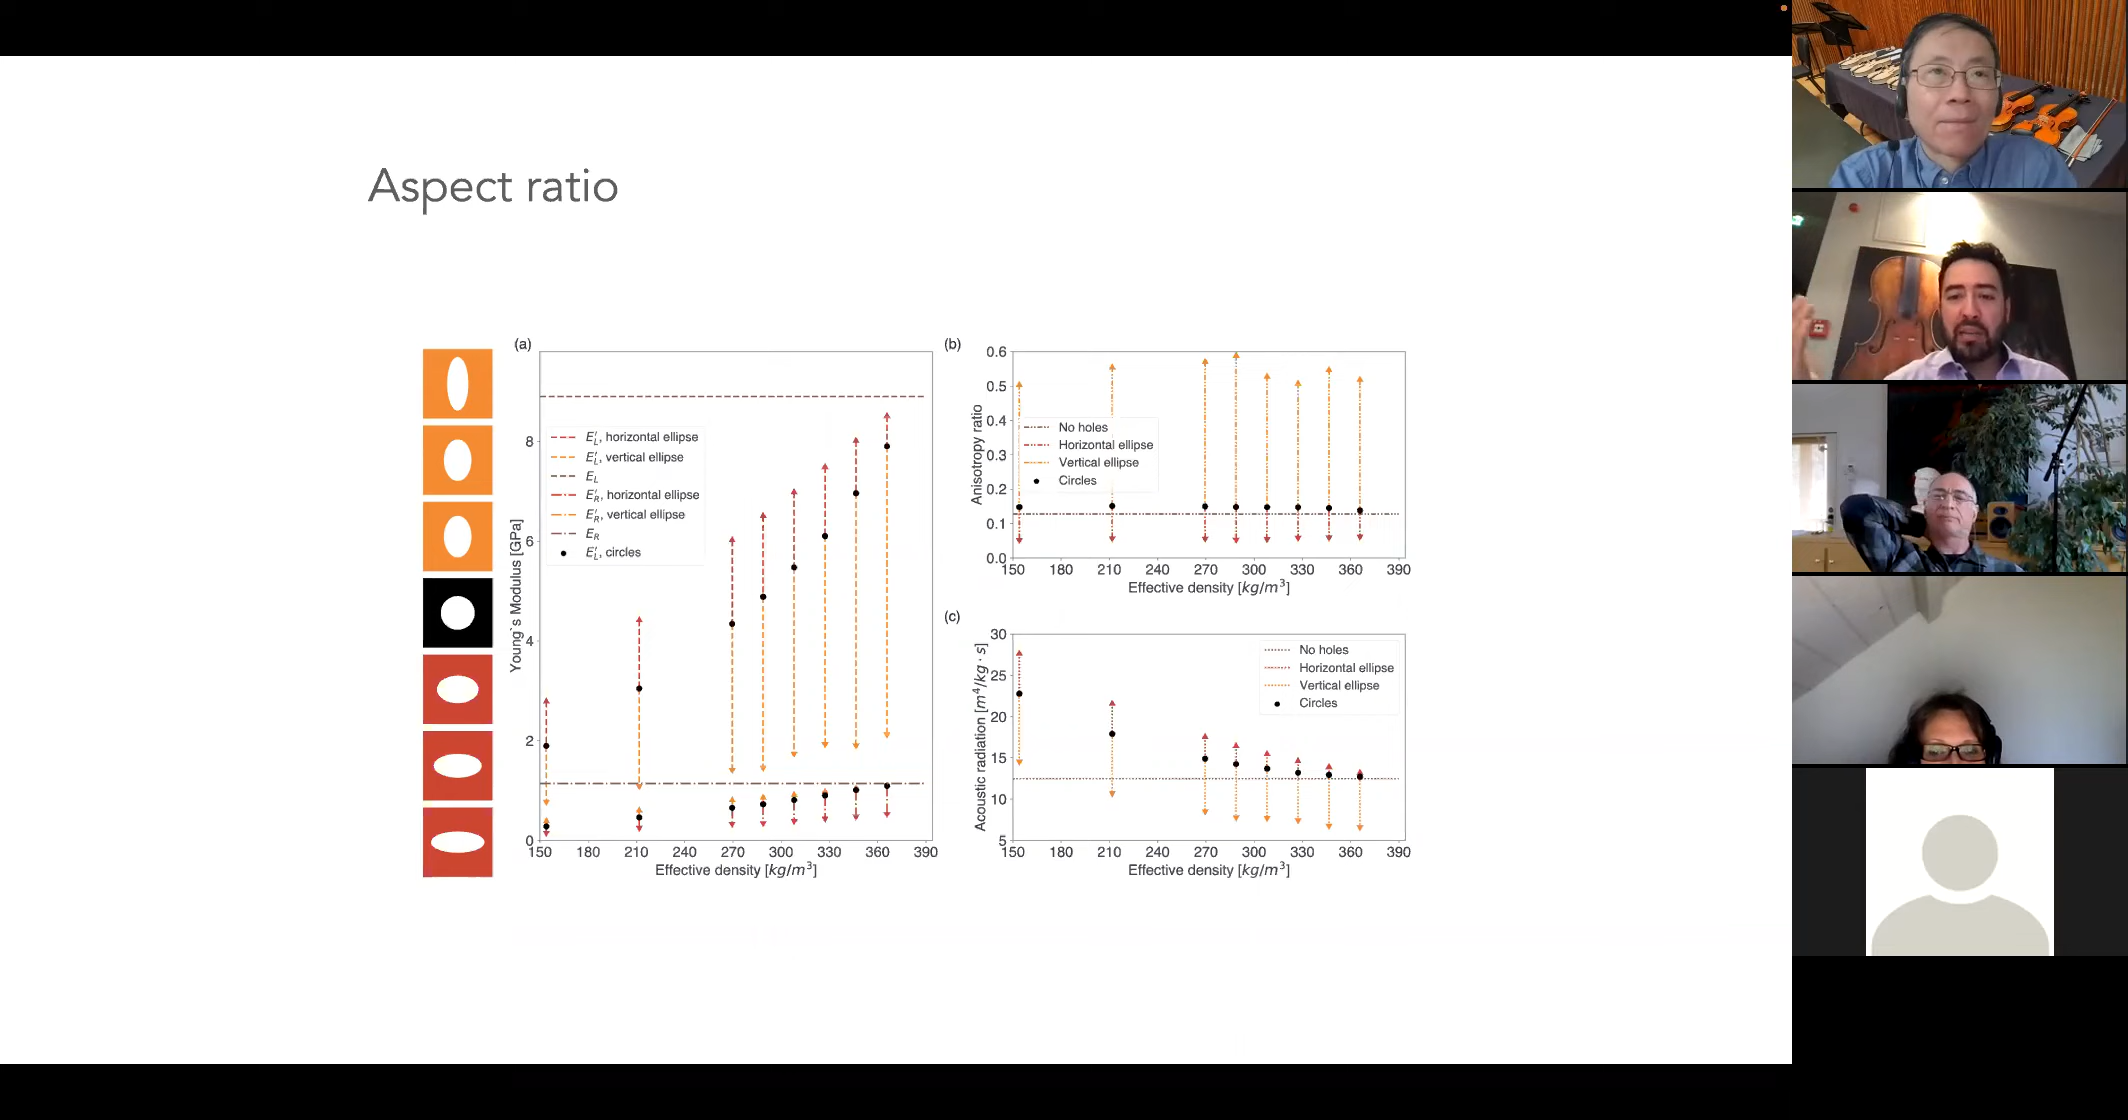 Aspect ratio
(a)
8
6
4
2
0
Young`s Modulus [GPa]
E′L, horizontal ellipse
E′L, vertical ellipse
EL
E′R, horizontal ellipse
E′R, vertical ellipse
ER
E′L, circles
150 180 210 240 270 300 330 360 390
Effective density [kg/m³]
(b)
0.6
0.5
0.4
0.3
0.2
0.1
0.0
Anisotropy ratio
No holes
Horizontal ellipse
Vertical ellipse
Circles
150 180 210 240 270 300 330 360 390
Effective density [kg/m³]
(c)
30
25
20
15
10
5
Acoustic radiation [m⁴/kg · s]
No holes
Horizontal ellipse
Vertical ellipse
Circles
150 180 210 240 270 300 330 360 390
Effective density [kg/m³]